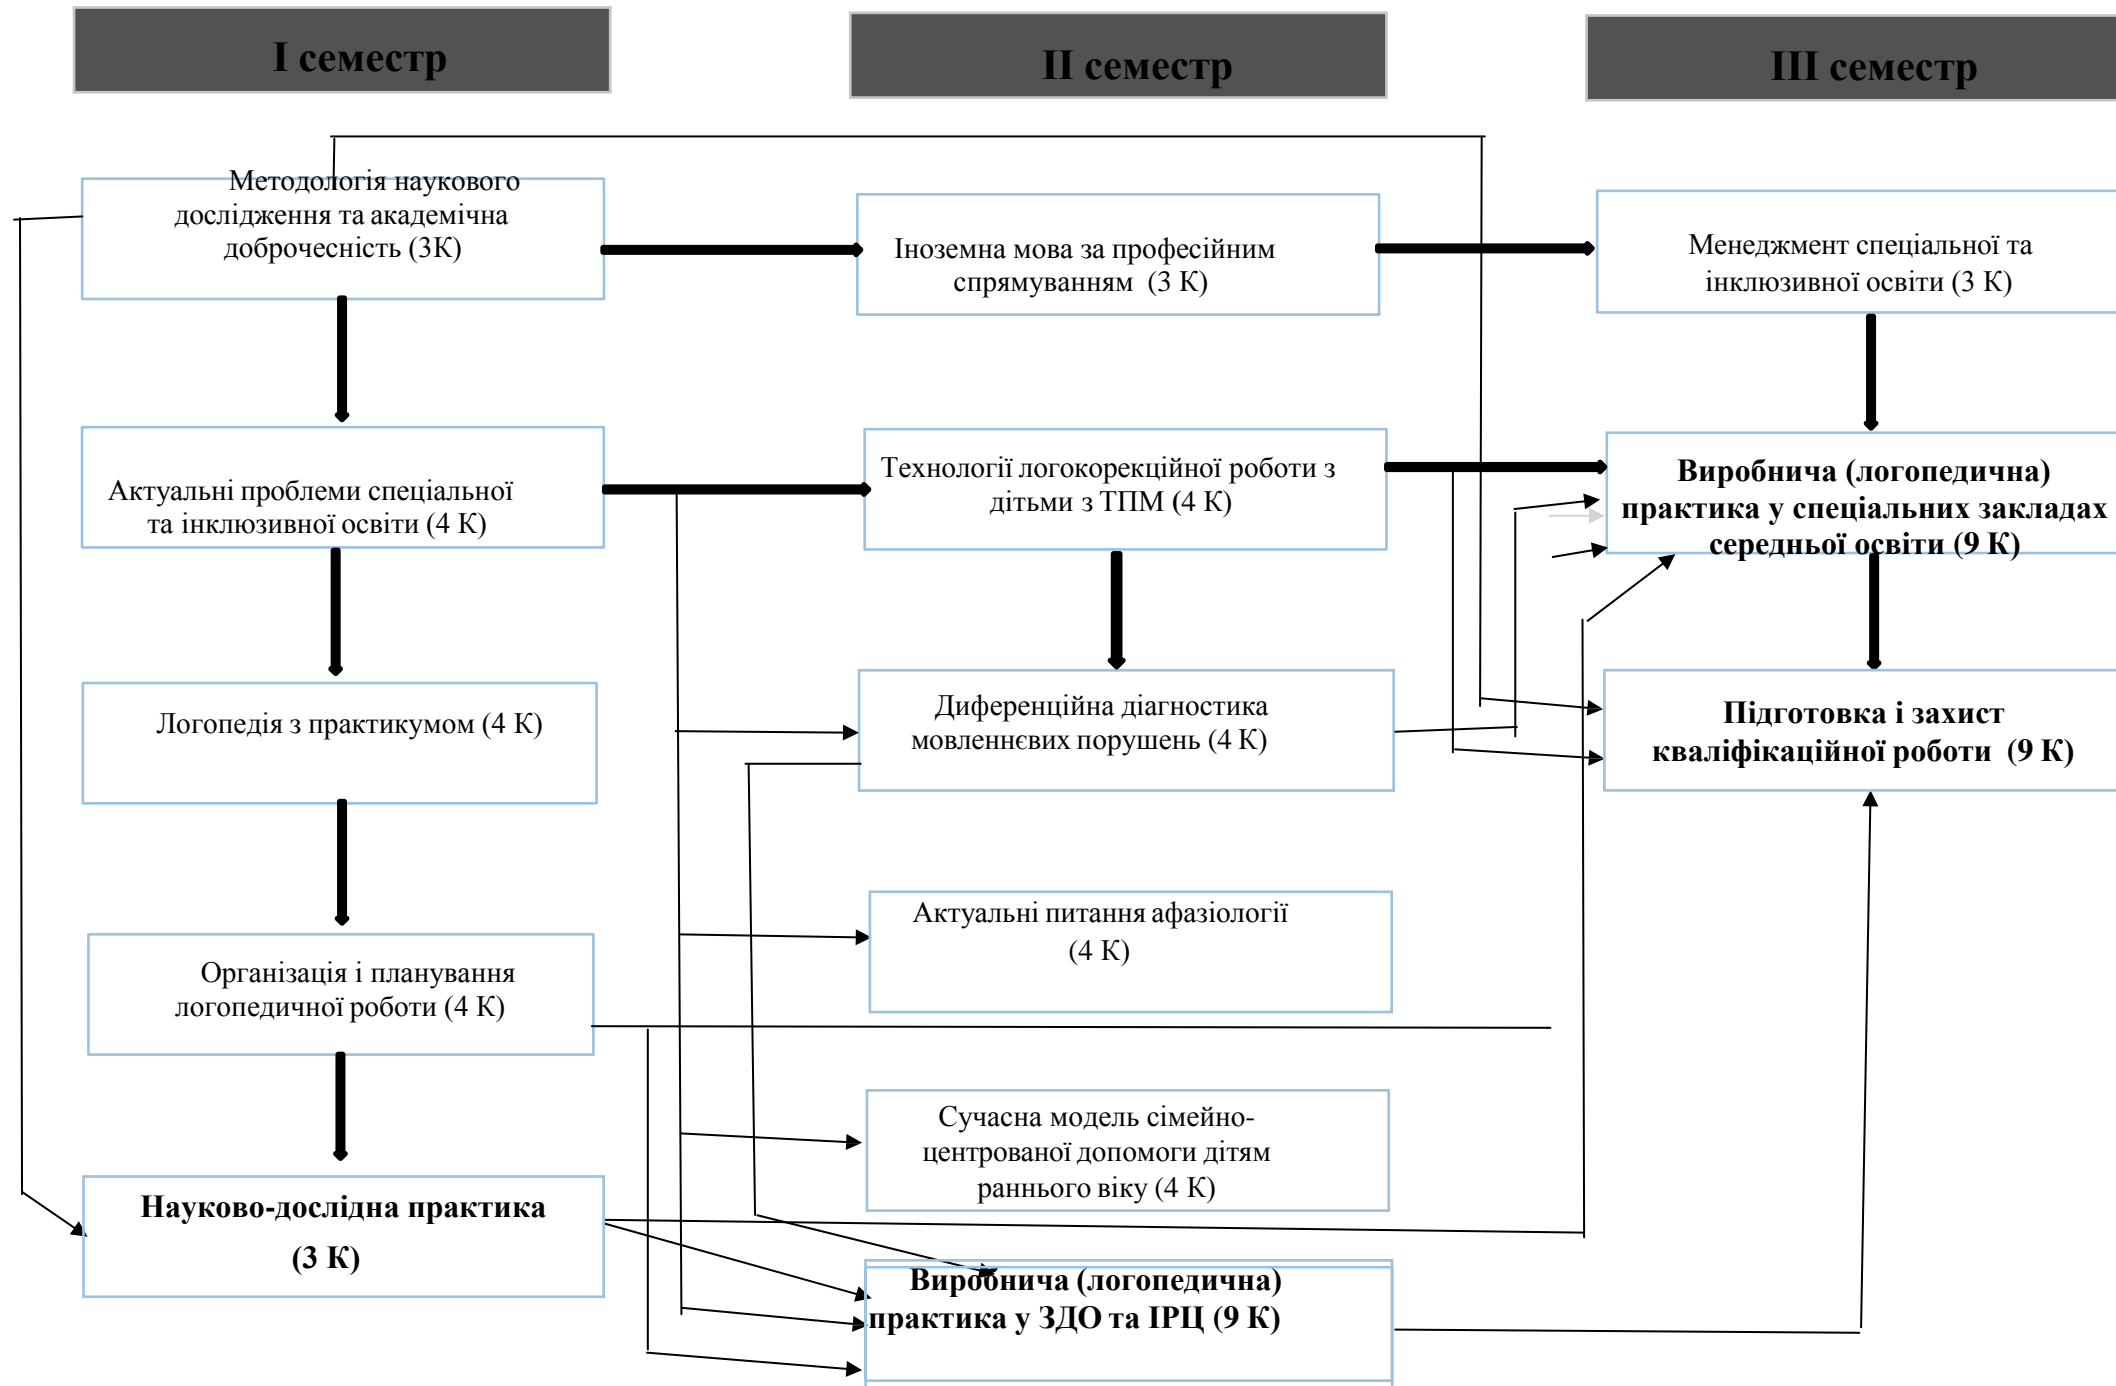 I семестр
II семестр
III семестр
Методологія наукового
дослідження та академічна
доброчесність (3К)
Іноземна мова за професійним
спрямуванням (3 К)
Менеджмент спеціальної та
інклюзивної освіти (3 К)
Актуальні проблеми спеціальної
та інклюзивної освіти (4 К)
Технології логокорекційної роботи з
дітьми з ТПМ (4 К)
Виробнича (логопедична)
практика у спеціальних закладах
середньої освіти (9 К)
Логопедія з практикумом (4 К)
Диференційна діагностика
мовленнєвих порушень (4 К)
Підготовка і захист
кваліфікаційної роботи (9 К)
Актуальні питання афазіології
(4 К)
Організація і планування
логопедичної роботи (4 К)
Сучасна модель сімейно-
центрованої допомоги дітям
раннього віку (4 К)
Науково-дослідна практика
(3 К)
Виробнича (логопедична)
практика у ЗДО та ІРЦ (9 К)